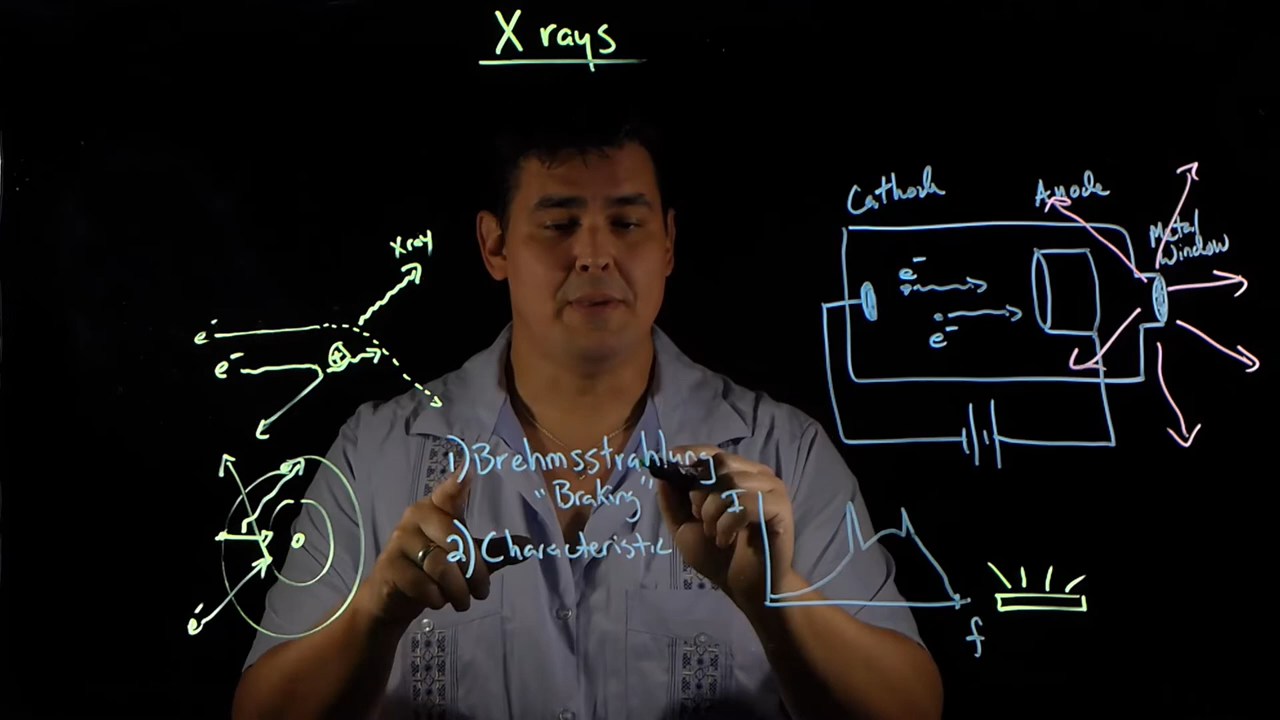 X rays
Cathode
Anode
Metal
Window
e⁻
e⁻
X ray
e⁻
e⁻
+
1) Brehmsstrahlung
"Braking"
2) Characteristic
I
f
e⁻